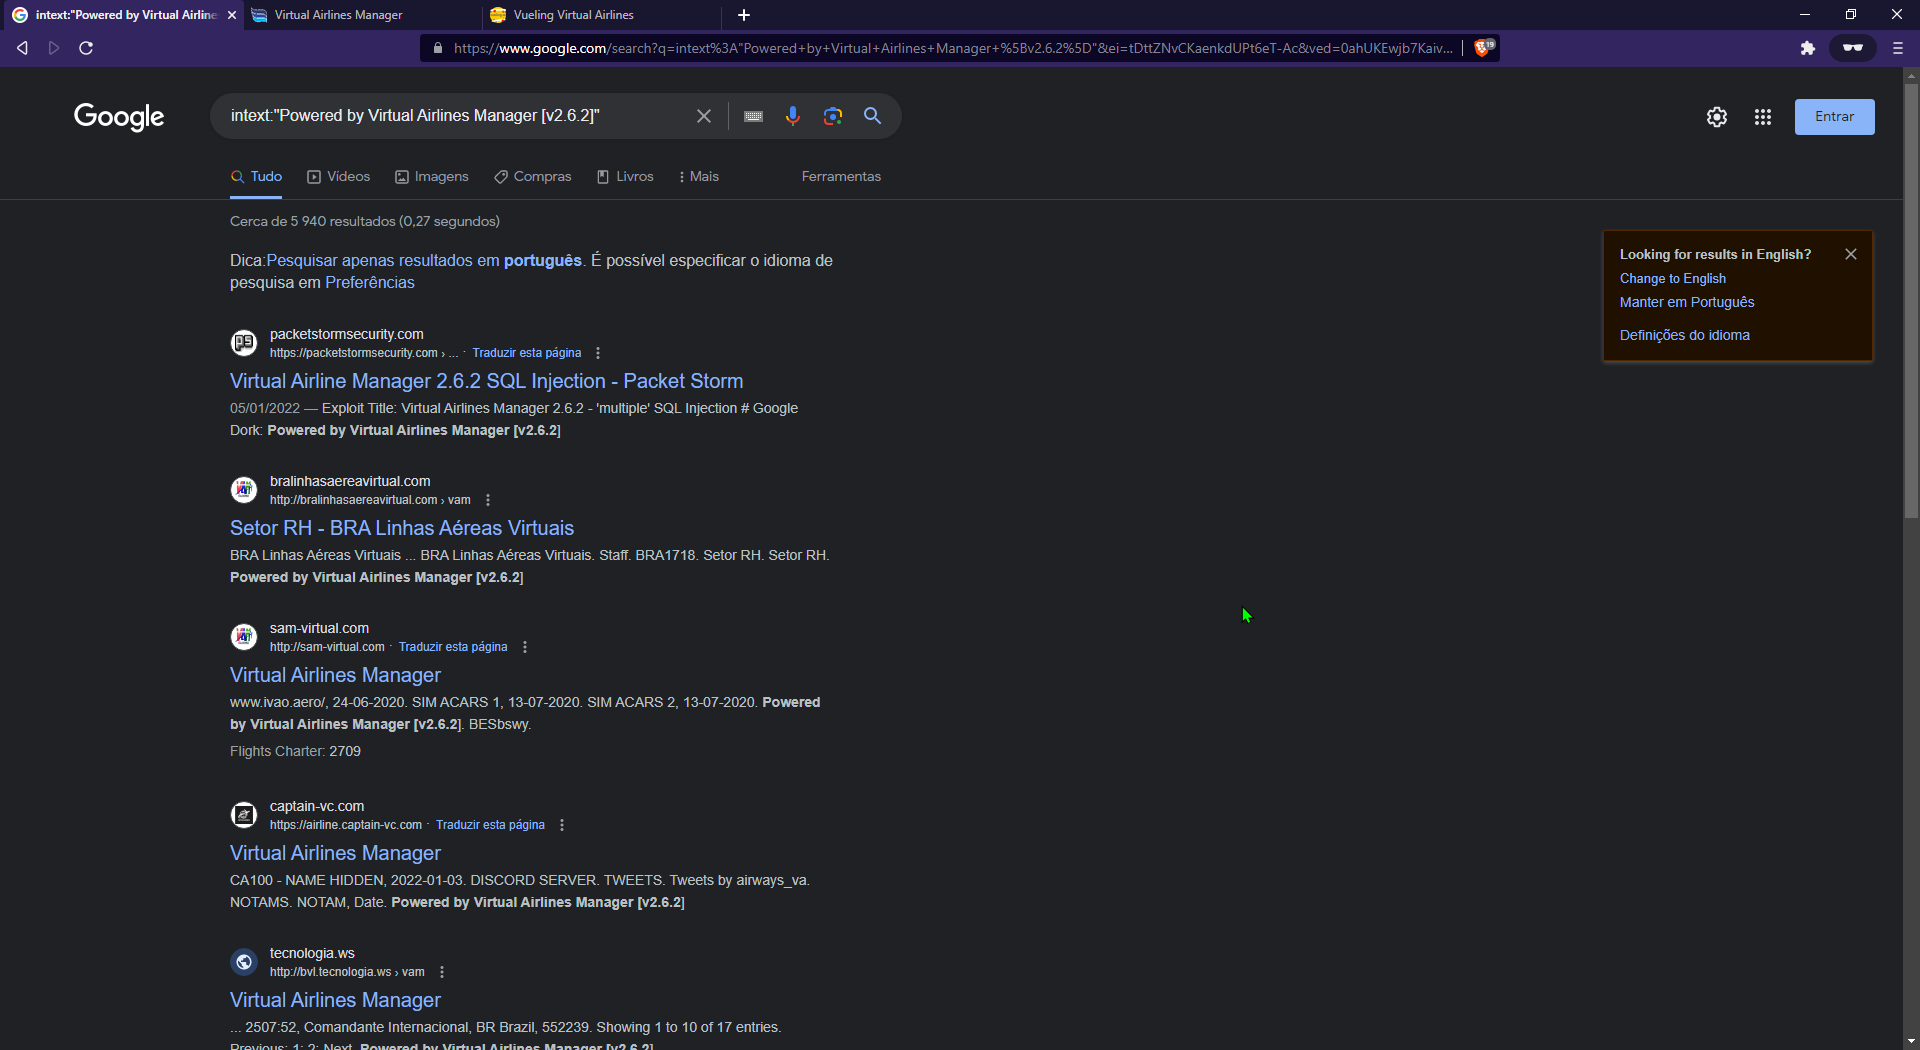 intext:"Powered by Virtual Airline
Virtual Airlines Manager
Vueling Virtual Airlines
https://www.google.com/search?q=intext%3A"Powered+by+Virtual+Airlines+Manager+%5Bv2.6.2%5D"&ei=tDttZNvCKaenkdUPt6eT-Ac&ved=0ahUKEwjb7Kaiv...
19
Google
intext:"Powered by Virtual Airlines Manager [v2.6.2]"
Entrar
Tudo
Vídeos
Imagens
Compras
Livros
Mais
Ferramentas
Cerca de 5 940 resultados (0,27 segundos)
Dica:Pesquisar apenas resultados em português. É possível especificar o idioma de
pesquisa em Preferências
Looking for results in English?
Change to English
Manter em Português
Definições do idioma
packetstormsecurity.com
https://packetstormsecurity.com › ... · Traduzir esta página
Virtual Airline Manager 2.6.2 SQL Injection - Packet Storm
05/01/2022 — Exploit Title: Virtual Airlines Manager 2.6.2 - 'multiple' SQL Injection # Google
Dork: Powered by Virtual Airlines Manager [v2.6.2]
bralinhasaereavirtual.com
http://bralinhasaereavirtual.com › vam
Setor RH - BRA Linhas Aéreas Virtuais
BRA Linhas Aéreas Virtuais ... BRA Linhas Aéreas Virtuais. Staff. BRA1718. Setor RH. Setor RH.
Powered by Virtual Airlines Manager [v2.6.2]
sam-virtual.com
http://sam-virtual.com · Traduzir esta página
Virtual Airlines Manager
www.ivao.aero/, 24-06-2020. SIM ACARS 1, 13-07-2020. SIM ACARS 2, 13-07-2020. Powered
by Virtual Airlines Manager [v2.6.2]. BESbswy.
Flights Charter: 2709
captain-vc.com
https://airline.captain-vc.com · Traduzir esta página
Virtual Airlines Manager
CA100 - NAME HIDDEN, 2022-01-03. DISCORD SERVER. TWEETS. Tweets by airways_va.
NOTAMS. NOTAM, Date. Powered by Virtual Airlines Manager [v2.6.2]
tecnologia.ws
http://bvl.tecnologia.ws › vam
Virtual Airlines Manager
... 2507:52, Comandante Internacional, BR Brazil, 552239. Showing 1 to 10 of 17 entries.
Previous; 1; 2; Next. Powered by Virtual Airlines Manager [v2.6.2]